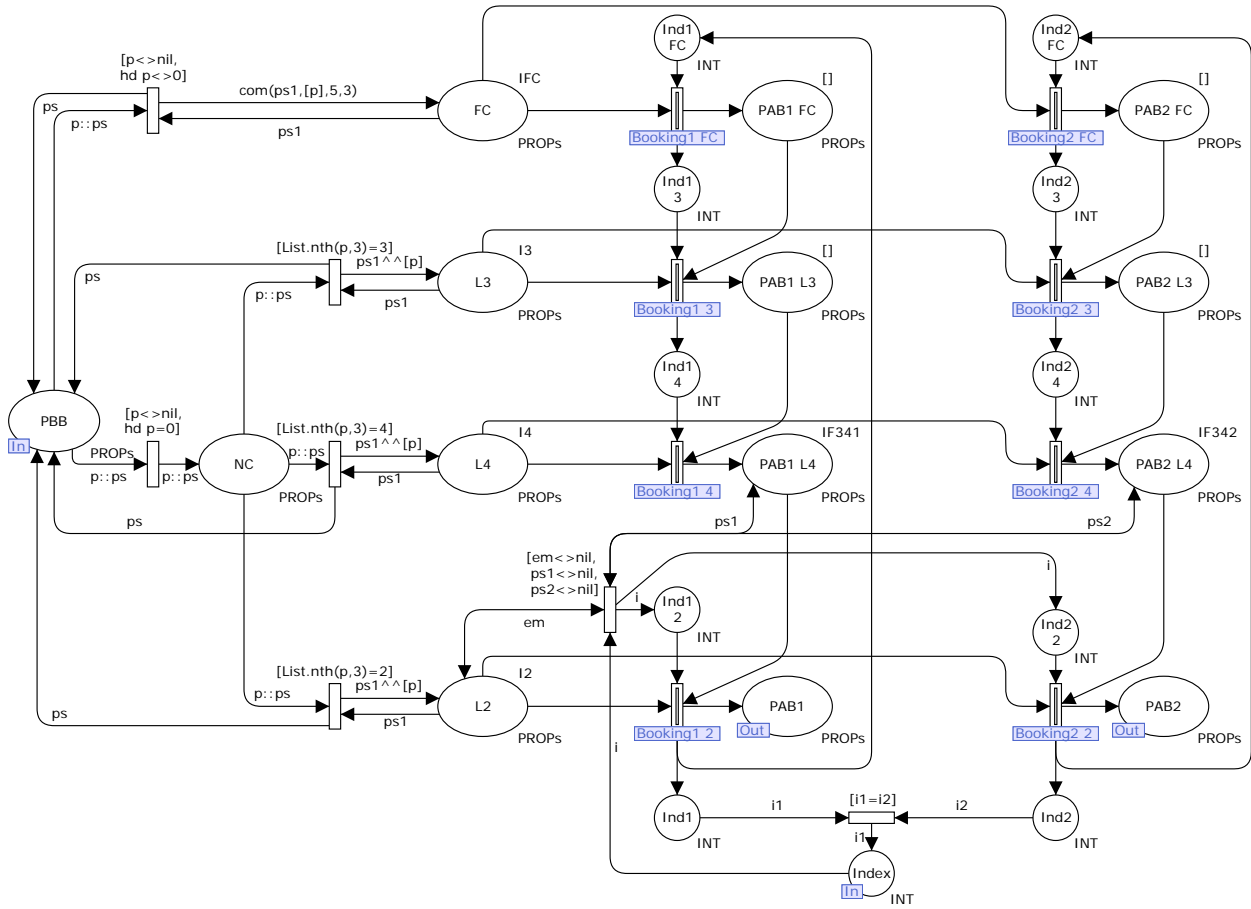 Ind1
FC
INT
Ind2
FC
INT
[p<>nil,
hd p<>0]
ps
p::ps
com(ps1,[p],5,3)
ps1
IFC
FC
PROPs
Booking1 FC
[]
PAB1 FC
PROPs
Booking2 FC
[]
PAB2 FC
PROPs
Ind1
3
INT
Ind2
3
INT
[List.nth(p,3)=3]
ps
p::ps
ps1^^[p]
ps1
I3
L3
PROPs
Booking1 3
[]
PAB1 L3
PROPs
Booking2 3
[]
PAB2 L3
PROPs
Ind1
4
INT
Ind2
4
INT
PBB
In
PROPs
p::ps
[p<>nil,
hd p=0]
p::ps
NC
PROPs
[List.nth(p,3)=4]
p::ps
ps1^^[p]
ps1
ps
I4
L4
PROPs
Booking1 4
IF341
PAB1 L4
PROPs
Booking2 4
IF342
PAB2 L4
PROPs
ps1
ps2
[em<>nil,
ps1<>nil,
ps2<>nil]
i
i
em
Ind1
2
INT
Ind2
2
INT
[List.nth(p,3)=2]
ps
p::ps
ps1^^[p]
ps1
I2
L2
PROPs
Booking1 2
PAB1
Out
PROPs
Booking2 2
PAB2
Out
PROPs
i
Ind1
INT
i1
[i1=i2]
i2
Ind2
INT
i1
Index
In
INT